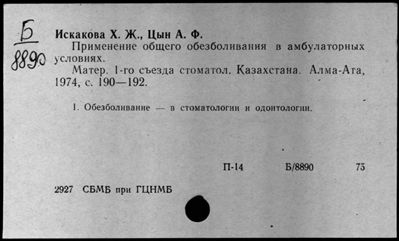 Б
8890
Искакова Х. Ж., Цын А. Ф.
Применение общего обезболивания в амбулаторных
условиях.
Матер. 1-го съезда стоматол. Казахстана. Алма-Ата,
1974, с. 190—192.
1. Обезболивание — в стоматологии и одонтологии.
П-14 Б/8890 75
2927 СБМБ при ГЦНМБ